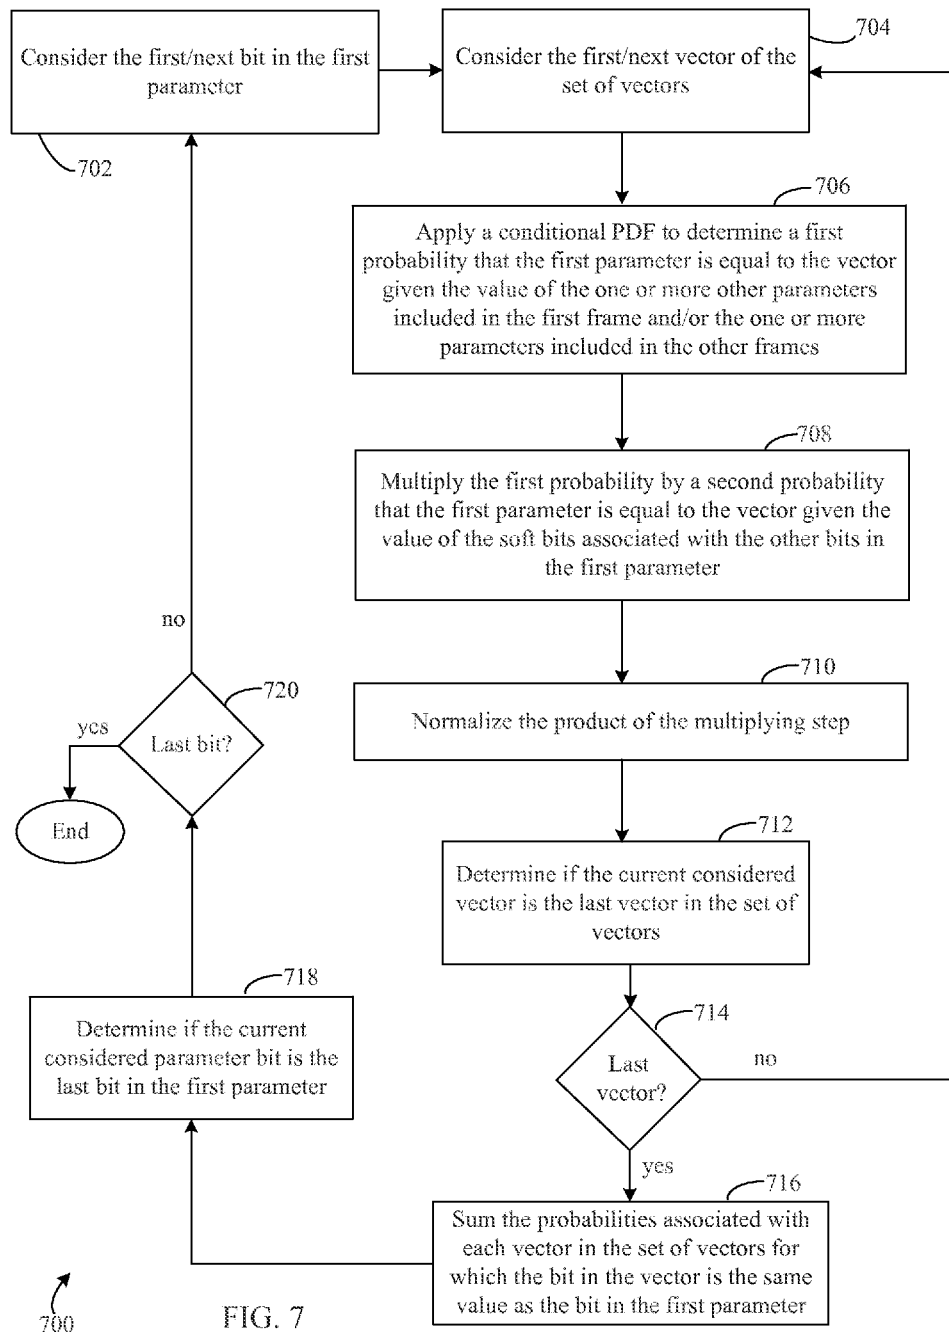 Consider the first/next bit in the first
parameter
702
Consider the first/next vector of the
set of vectors
704
706
Apply a conditional PDF to determine a first
probability that the first parameter is equal to the vector
given the value of the one or more other parameters
included in the first frame and/or the one or more
parameters included in the other frames
708
Multiply the first probability by a second probability
that the first parameter is equal to the vector given the
value of the soft bits associated with the other bits in
the first parameter
710
Normalize the product of the multiplying step
712
Determine if the current considered
vector is the last vector in the set of
vectors
714
Last
vector?
no
yes
716
Sum the probabilities associated with
each vector in the set of vectors for
which the bit in the vector is the same
value as the bit in the first parameter
718
Determine if the current
considered parameter bit is the
last bit in the first parameter
720
Last bit?
no
yes
End
700
FIG. 7